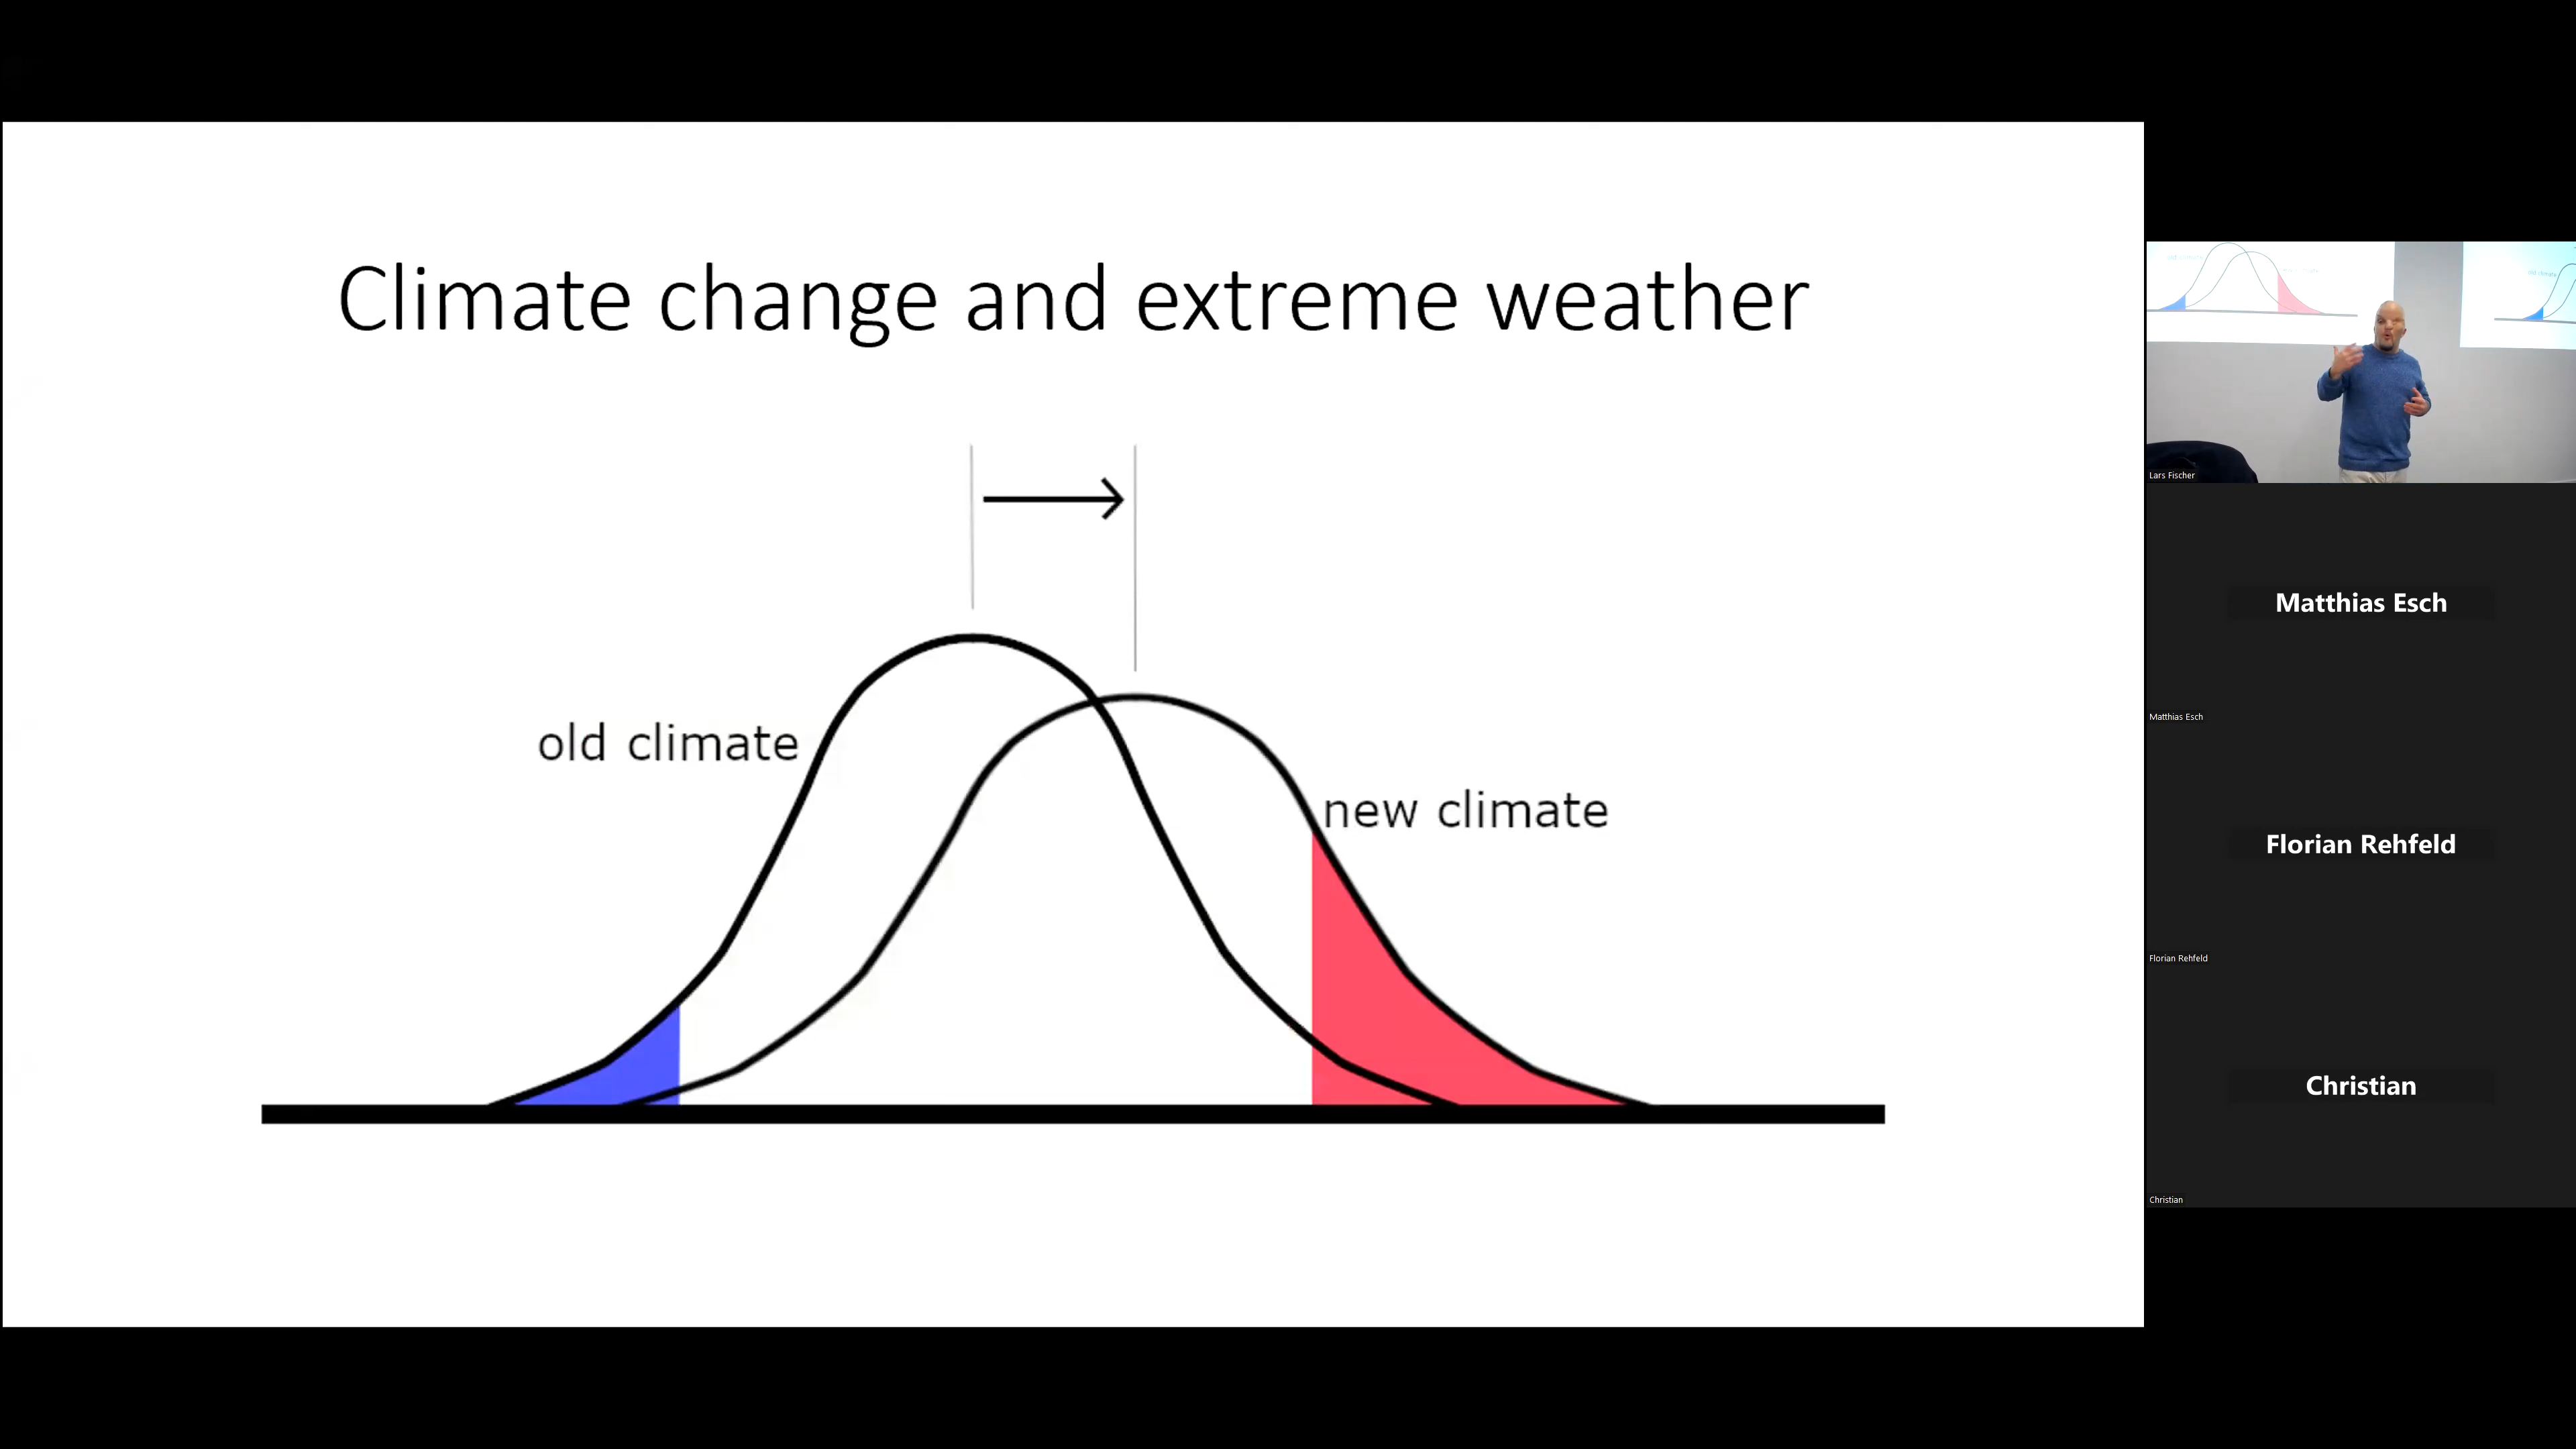 Climate change and extreme weather
old climate
new climate
Lars Fischer
Matthias Esch
Matthias Esch
Florian Rehfeld
Florian Rehfeld
Christian
Christian